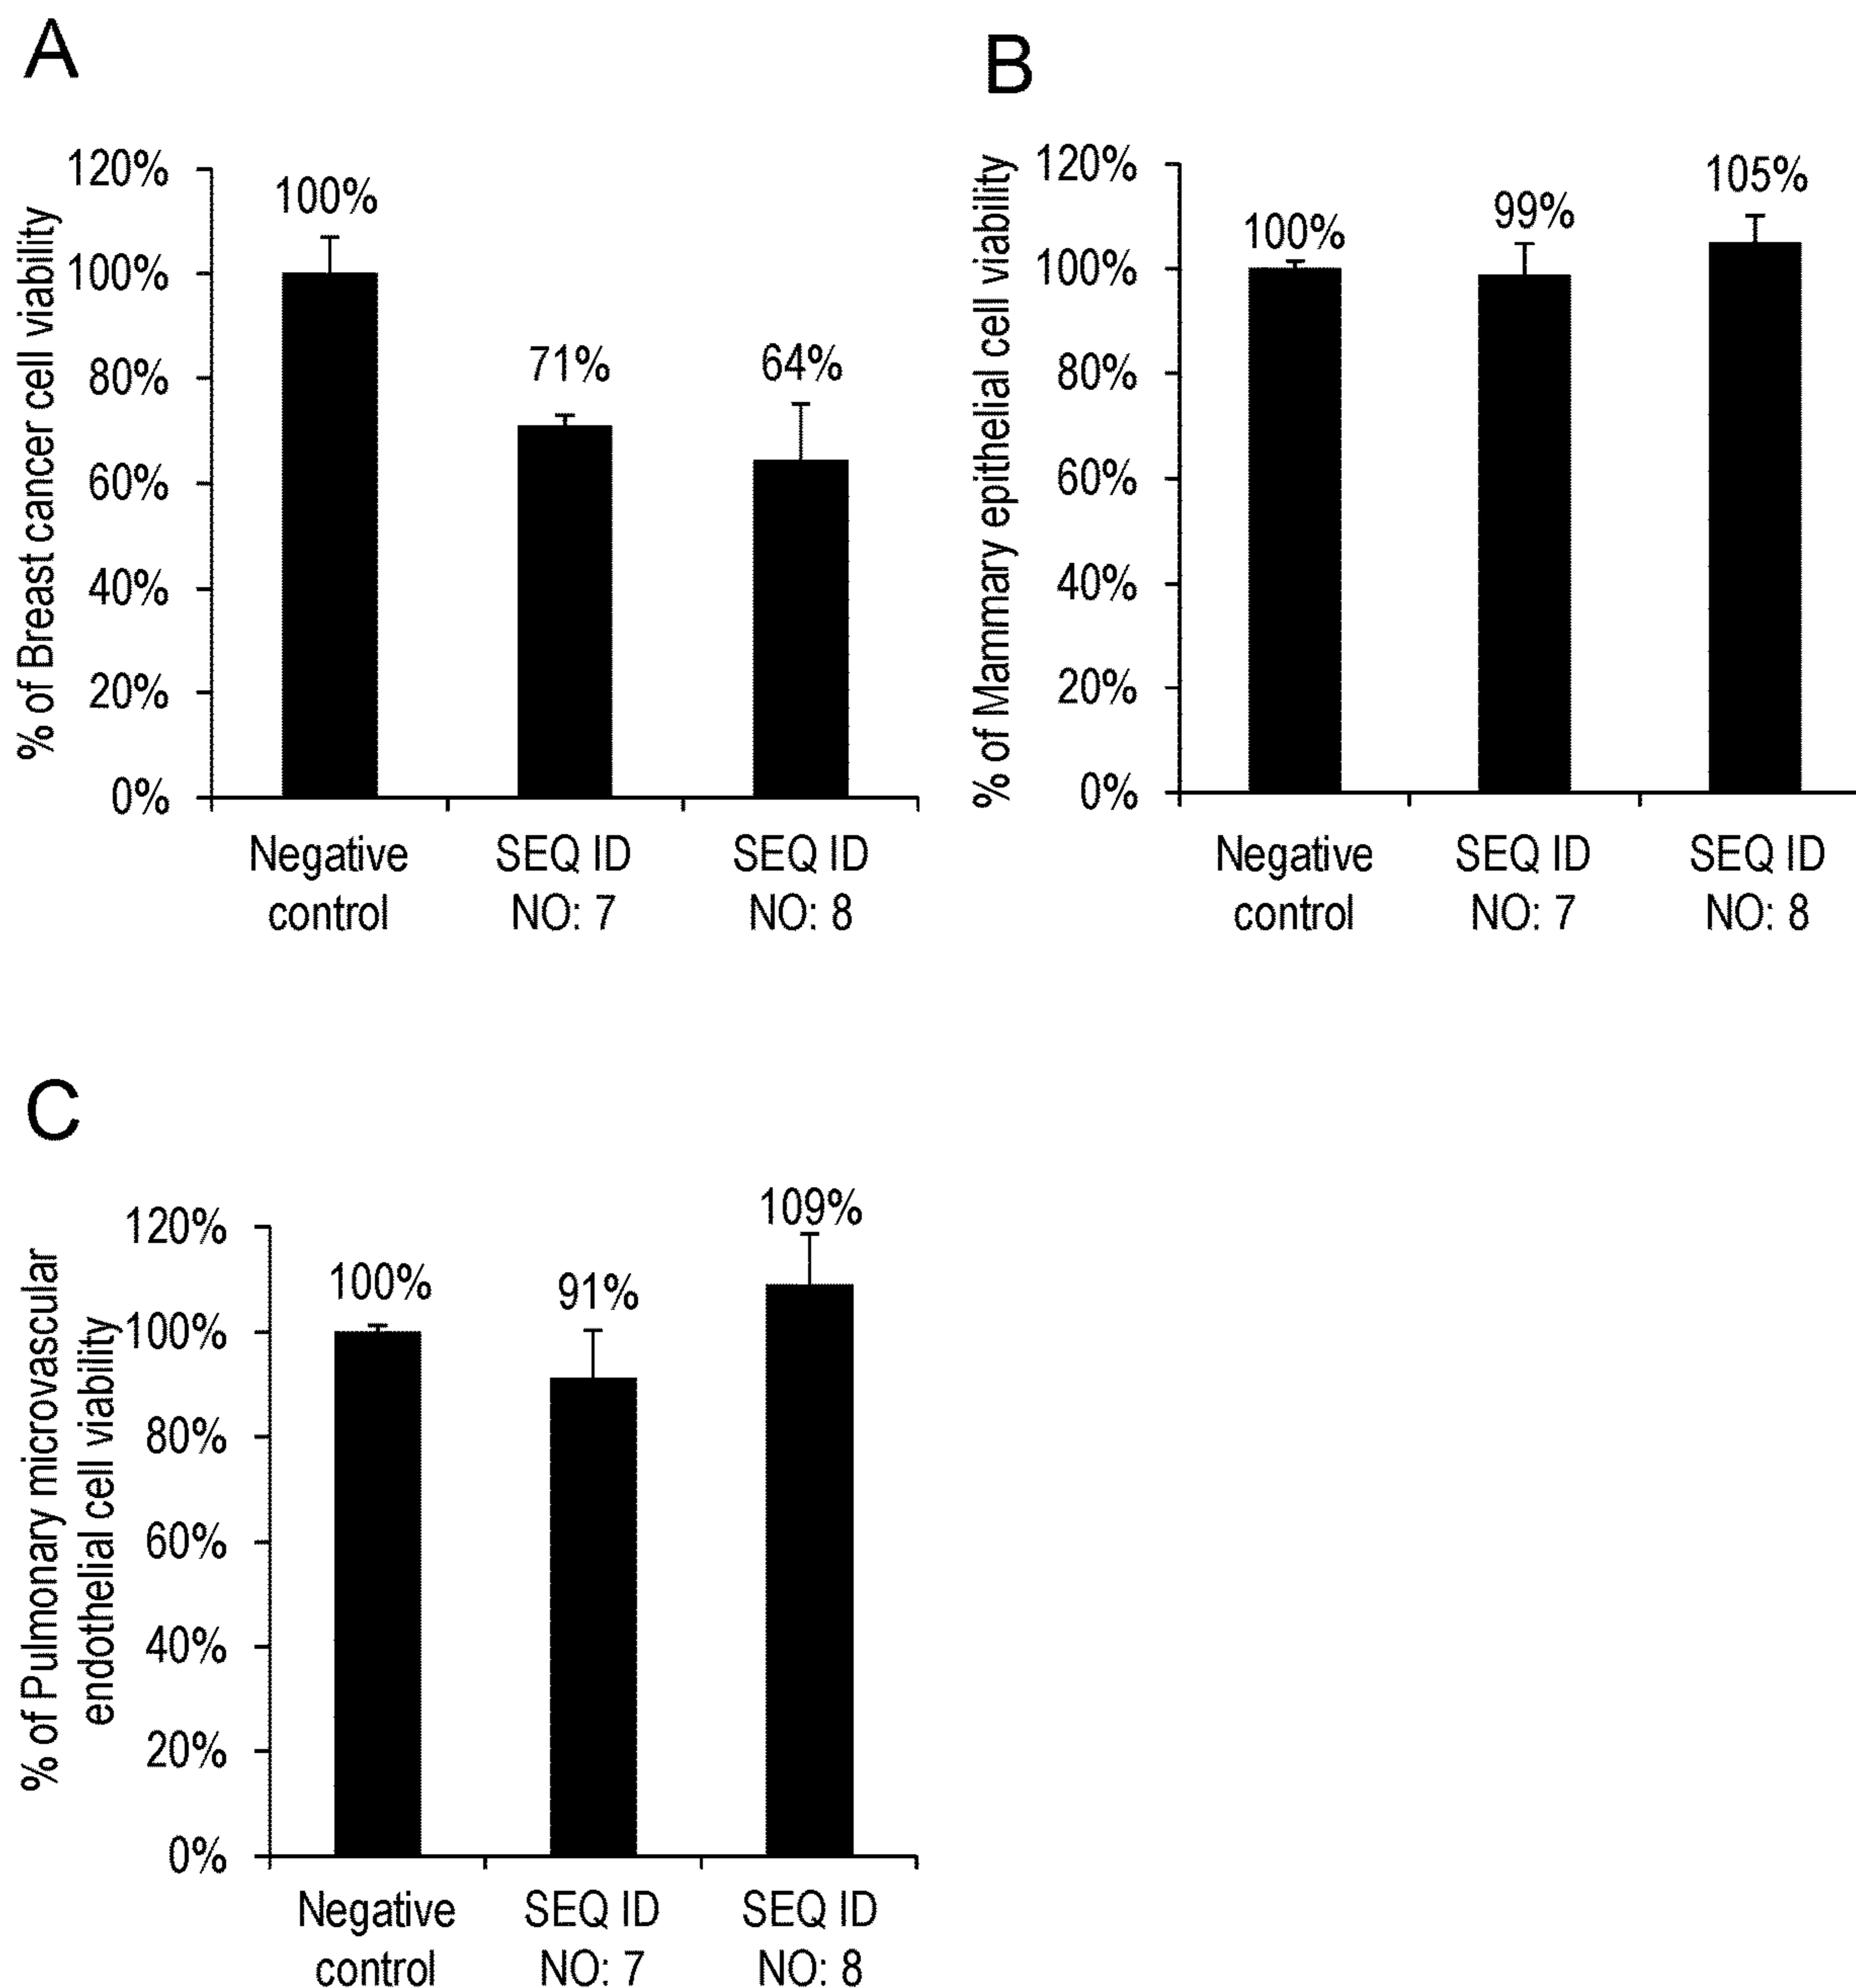 A
% of Breast cancer cell viability
120%
100%
80%
60%
40%
20%
0%
100%
71%
64%
Negative
control
SEQ ID
NO: 7
SEQ ID
NO: 8
B
% of Mammary epithelial cell viability
120%
100%
80%
60%
40%
20%
0%
100%
99%
105%
Negative
control
SEQ ID
NO: 7
SEQ ID
NO: 8
C
% of Pulmonary microvascular
endothelial cell viability
120%
100%
80%
60%
40%
20%
0%
100%
91%
109%
Negative
control
SEQ ID
NO: 7
SEQ ID
NO: 8